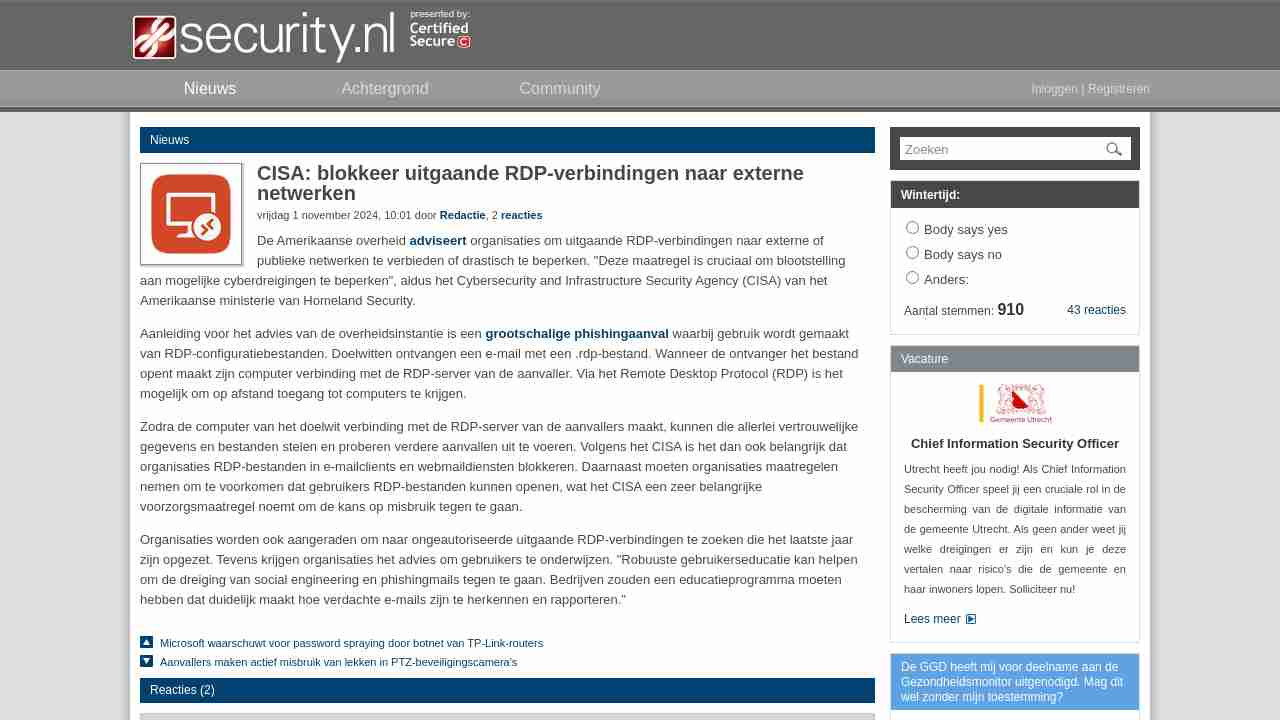 security.nl
presented by:
Certified
Secure
Nieuws
Achtergrond
Community
Inloggen | Registreren
Nieuws
CISA: blokkeer uitgaande RDP-verbindingen naar externe
netwerken
vrijdag 1 november 2024, 10:01 door Redactie, 2 reacties
De Amerikaanse overheid adviseert organisaties om uitgaande RDP-verbindingen naar externe of
publieke netwerken te verbieden of drastisch te beperken. "Deze maatregel is cruciaal om blootstelling
aan mogelijke cyberdreigingen te beperken", aldus het Cybersecurity and Infrastructure Security Agency (CISA) van het
Amerikaanse ministerie van Homeland Security.
Aanleiding voor het advies van de overheidsinstantie is een grootschalige phishingaanval waarbij gebruik wordt gemaakt
van RDP-configuratiebestanden. Doelwitten ontvangen een e-mail met een .rdp-bestand. Wanneer de ontvanger het bestand
opent maakt zijn computer verbinding met de RDP-server van de aanvaller. Via het Remote Desktop Protocol (RDP) is het
mogelijk om op afstand toegang tot computers te krijgen.
Zodra de computer van het doelwit verbinding met de RDP-server van de aanvallers maakt, kunnen die allerlei vertrouwelijke
gegevens en bestanden stelen en proberen verdere aanvallen uit te voeren. Volgens het CISA is het dan ook belangrijk dat
organisaties RDP-bestanden in e-mailclients en webmaildiensten blokkeren. Daarnaast moeten organisaties maatregelen
nemen om te voorkomen dat gebruikers RDP-bestanden kunnen openen, wat het CISA een zeer belangrijke
voorzorgsmaatregel noemt om de kans op misbruik tegen te gaan.
Organisaties worden ook aangeraden om naar ongeautoriseerde uitgaande RDP-verbindingen te zoeken die het laatste jaar
zijn opgezet. Tevens krijgen organisaties het advies om gebruikers te onderwijzen. "Robuuste gebruikerseducatie kan helpen
om de dreiging van social engineering en phishingmails tegen te gaan. Bedrijven zouden een educatieprogramma moeten
hebben dat duidelijk maakt hoe verdachte e-mails zijn te herkennen en rapporteren."
Microsoft waarschuwt voor password spraying door botnet van TP-Link-routers
Aanvallers maken actief misbruik van lekken in PTZ-beveiligingscamera's
Reacties (2)
Zoeken
Wintertijd:
Body says yes
Body says no
Anders:
Aantal stemmen: 910
43 reacties
Vacature
Gemeente Utrecht
Chief Information Security Officer
Utrecht heeft jou nodig! Als Chief Information
Security Officer speel jij een cruciale rol in de
bescherming van de digitale informatie van
de gemeente Utrecht. Als geen ander weet jij
welke dreigingen er zijn en kun je deze
vertalen naar risico's die de gemeente en
haar inwoners lopen. Solliciteer nu!
Lees meer
De GGD heeft mij voor deelname aan de
Gezondheidsmonitor uitgenodigd. Mag dit
wel zonder mijn toestemming?